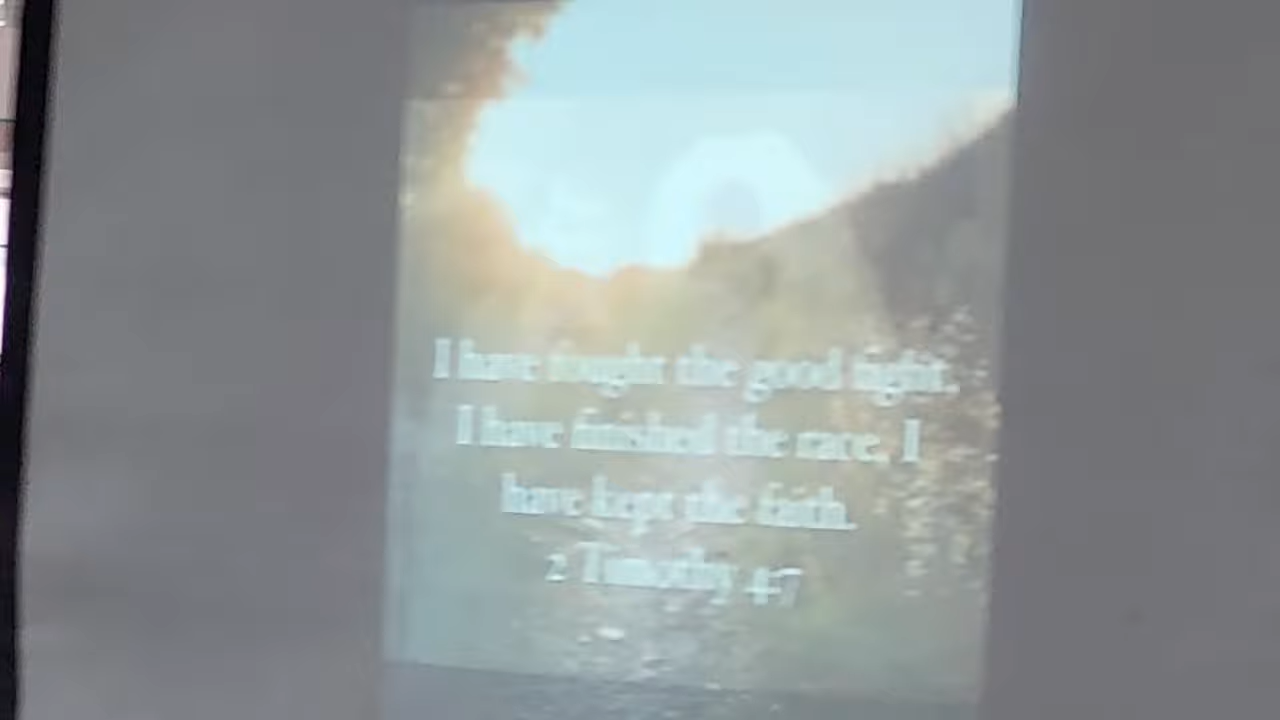 I have fought the good fight,
I have finished the race, I
have kept the faith.
2 Timothy 4:7